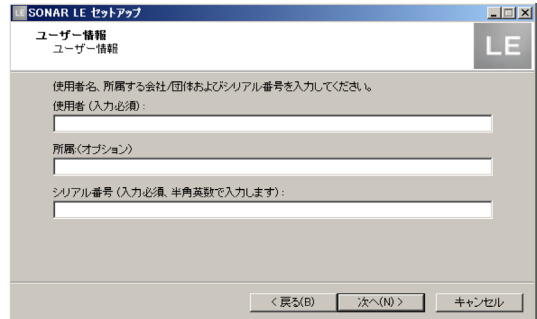 LE SONAR LE セットアップ
ユーザー情報
ユーザー情報
LE
使用者名、所属する会社/団体およびシリアル番号を入力してください。
使用者 (入力必須) :
所属:(オプション)
シリアル番号 (入力必須、半角英数で入力します) :
< 戻る(B) 次へ(N) > キャンセル